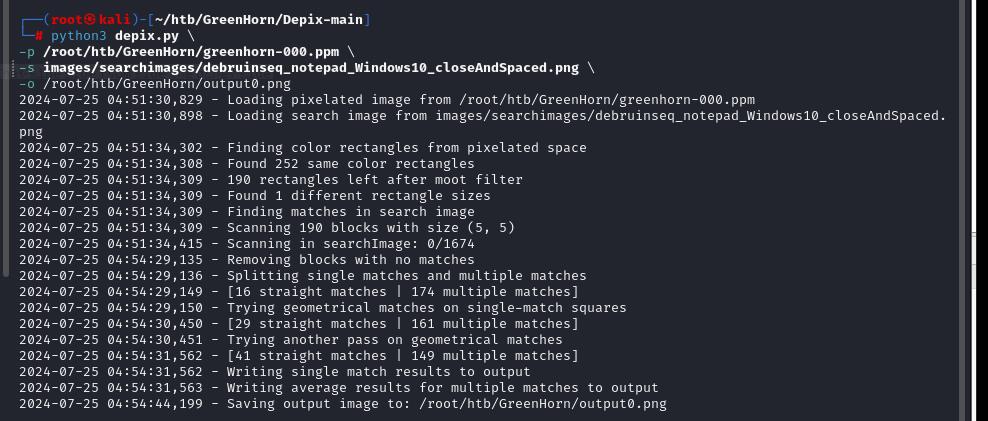 ┌──(root㉿kali)-[~/htb/GreenHorn/Depix-main]
└─# python3 depix.py \
-p /root/htb/GreenHorn/greenhorn-000.ppm \
-s images/searchimages/debruinseq_notepad_Windows10_closeAndSpaced.png \
-o /root/htb/GreenHorn/output0.png
2024-07-25 04:51:30,829 - Loading pixelated image from /root/htb/GreenHorn/greenhorn-000.ppm
2024-07-25 04:51:30,898 - Loading search image from images/searchimages/debruinseq_notepad_Windows10_closeAndSpaced.
png
2024-07-25 04:51:34,302 - Finding color rectangles from pixelated space
2024-07-25 04:51:34,308 - Found 252 same color rectangles
2024-07-25 04:51:34,309 - 190 rectangles left after moot filter
2024-07-25 04:51:34,309 - Found 1 different rectangle sizes
2024-07-25 04:51:34,309 - Finding matches in search image
2024-07-25 04:51:34,309 - Scanning 190 blocks with size (5, 5)
2024-07-25 04:51:34,415 - Scanning in searchImage: 0/1674
2024-07-25 04:54:29,135 - Removing blocks with no matches
2024-07-25 04:54:29,136 - Splitting single matches and multiple matches
2024-07-25 04:54:29,149 - [16 straight matches | 174 multiple matches]
2024-07-25 04:54:29,150 - Trying geometrical matches on single-match squares
2024-07-25 04:54:30,450 - [29 straight matches | 161 multiple matches]
2024-07-25 04:54:30,451 - Trying another pass on geometrical matches
2024-07-25 04:54:31,562 - [41 straight matches | 149 multiple matches]
2024-07-25 04:54:31,562 - Writing single match results to output
2024-07-25 04:54:31,563 - Writing average results for multiple matches to output
2024-07-25 04:54:44,199 - Saving output image to: /root/htb/GreenHorn/output0.png